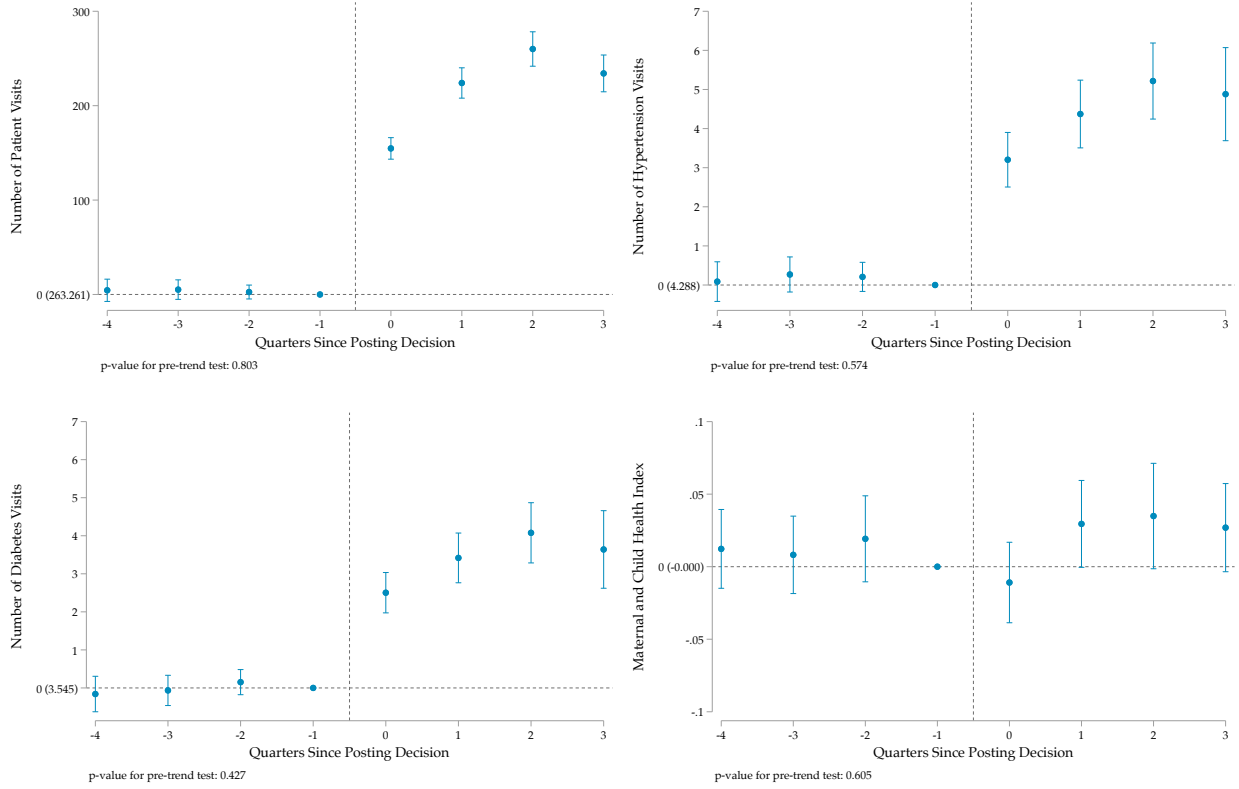 Number of Patient Visits
300
200
100
0 (263.261)
-4 -3 -2 -1 0 1 2 3
Quarters Since Posting Decision
p-value for pre-trend test: 0.803
Number of Hypertension Visits
7
6
5
4
3
2
1
0 (4.288)
-4 -3 -2 -1 0 1 2 3
Quarters Since Posting Decision
p-value for pre-trend test: 0.574
Number of Diabetes Visits
7
6
5
4
3
2
1
0 (3.545)
-4 -3 -2 -1 0 1 2 3
Quarters Since Posting Decision
p-value for pre-trend test: 0.427
Maternal and Child Health Index
.1
.05
0 (-0.000)
-.05
-.1
-4 -3 -2 -1 0 1 2 3
Quarters Since Posting Decision
p-value for pre-trend test: 0.605